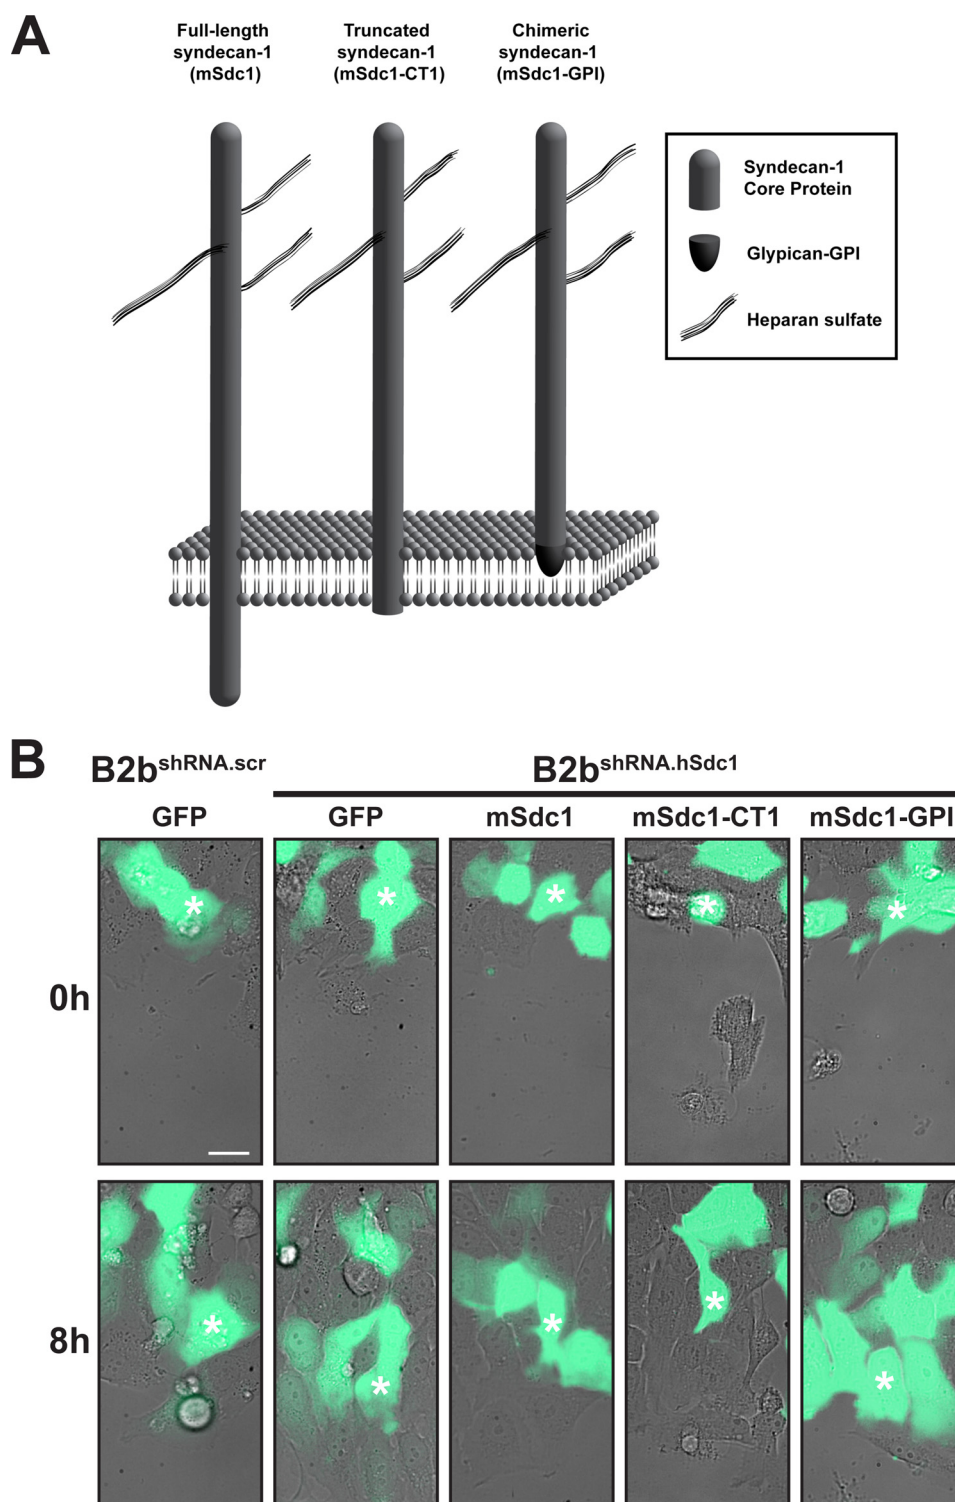 A
Full-length
syndecan-1
(mSdc1)
Truncated
syndecan-1
(mSdc1-CT1)
Chimeric
syndecan-1
(mSdc1-GPI)
Syndecan-1
Core Protein
Glypican-GPI
Heparan sulfate
B
B2bshRNA.scr
B2bshRNA.hSdc1
GFP
GFP
mSdc1
mSdc1-CT1
mSdc1-GPI
0h
*
*
*
*
*
8h
*
*
*
*
*